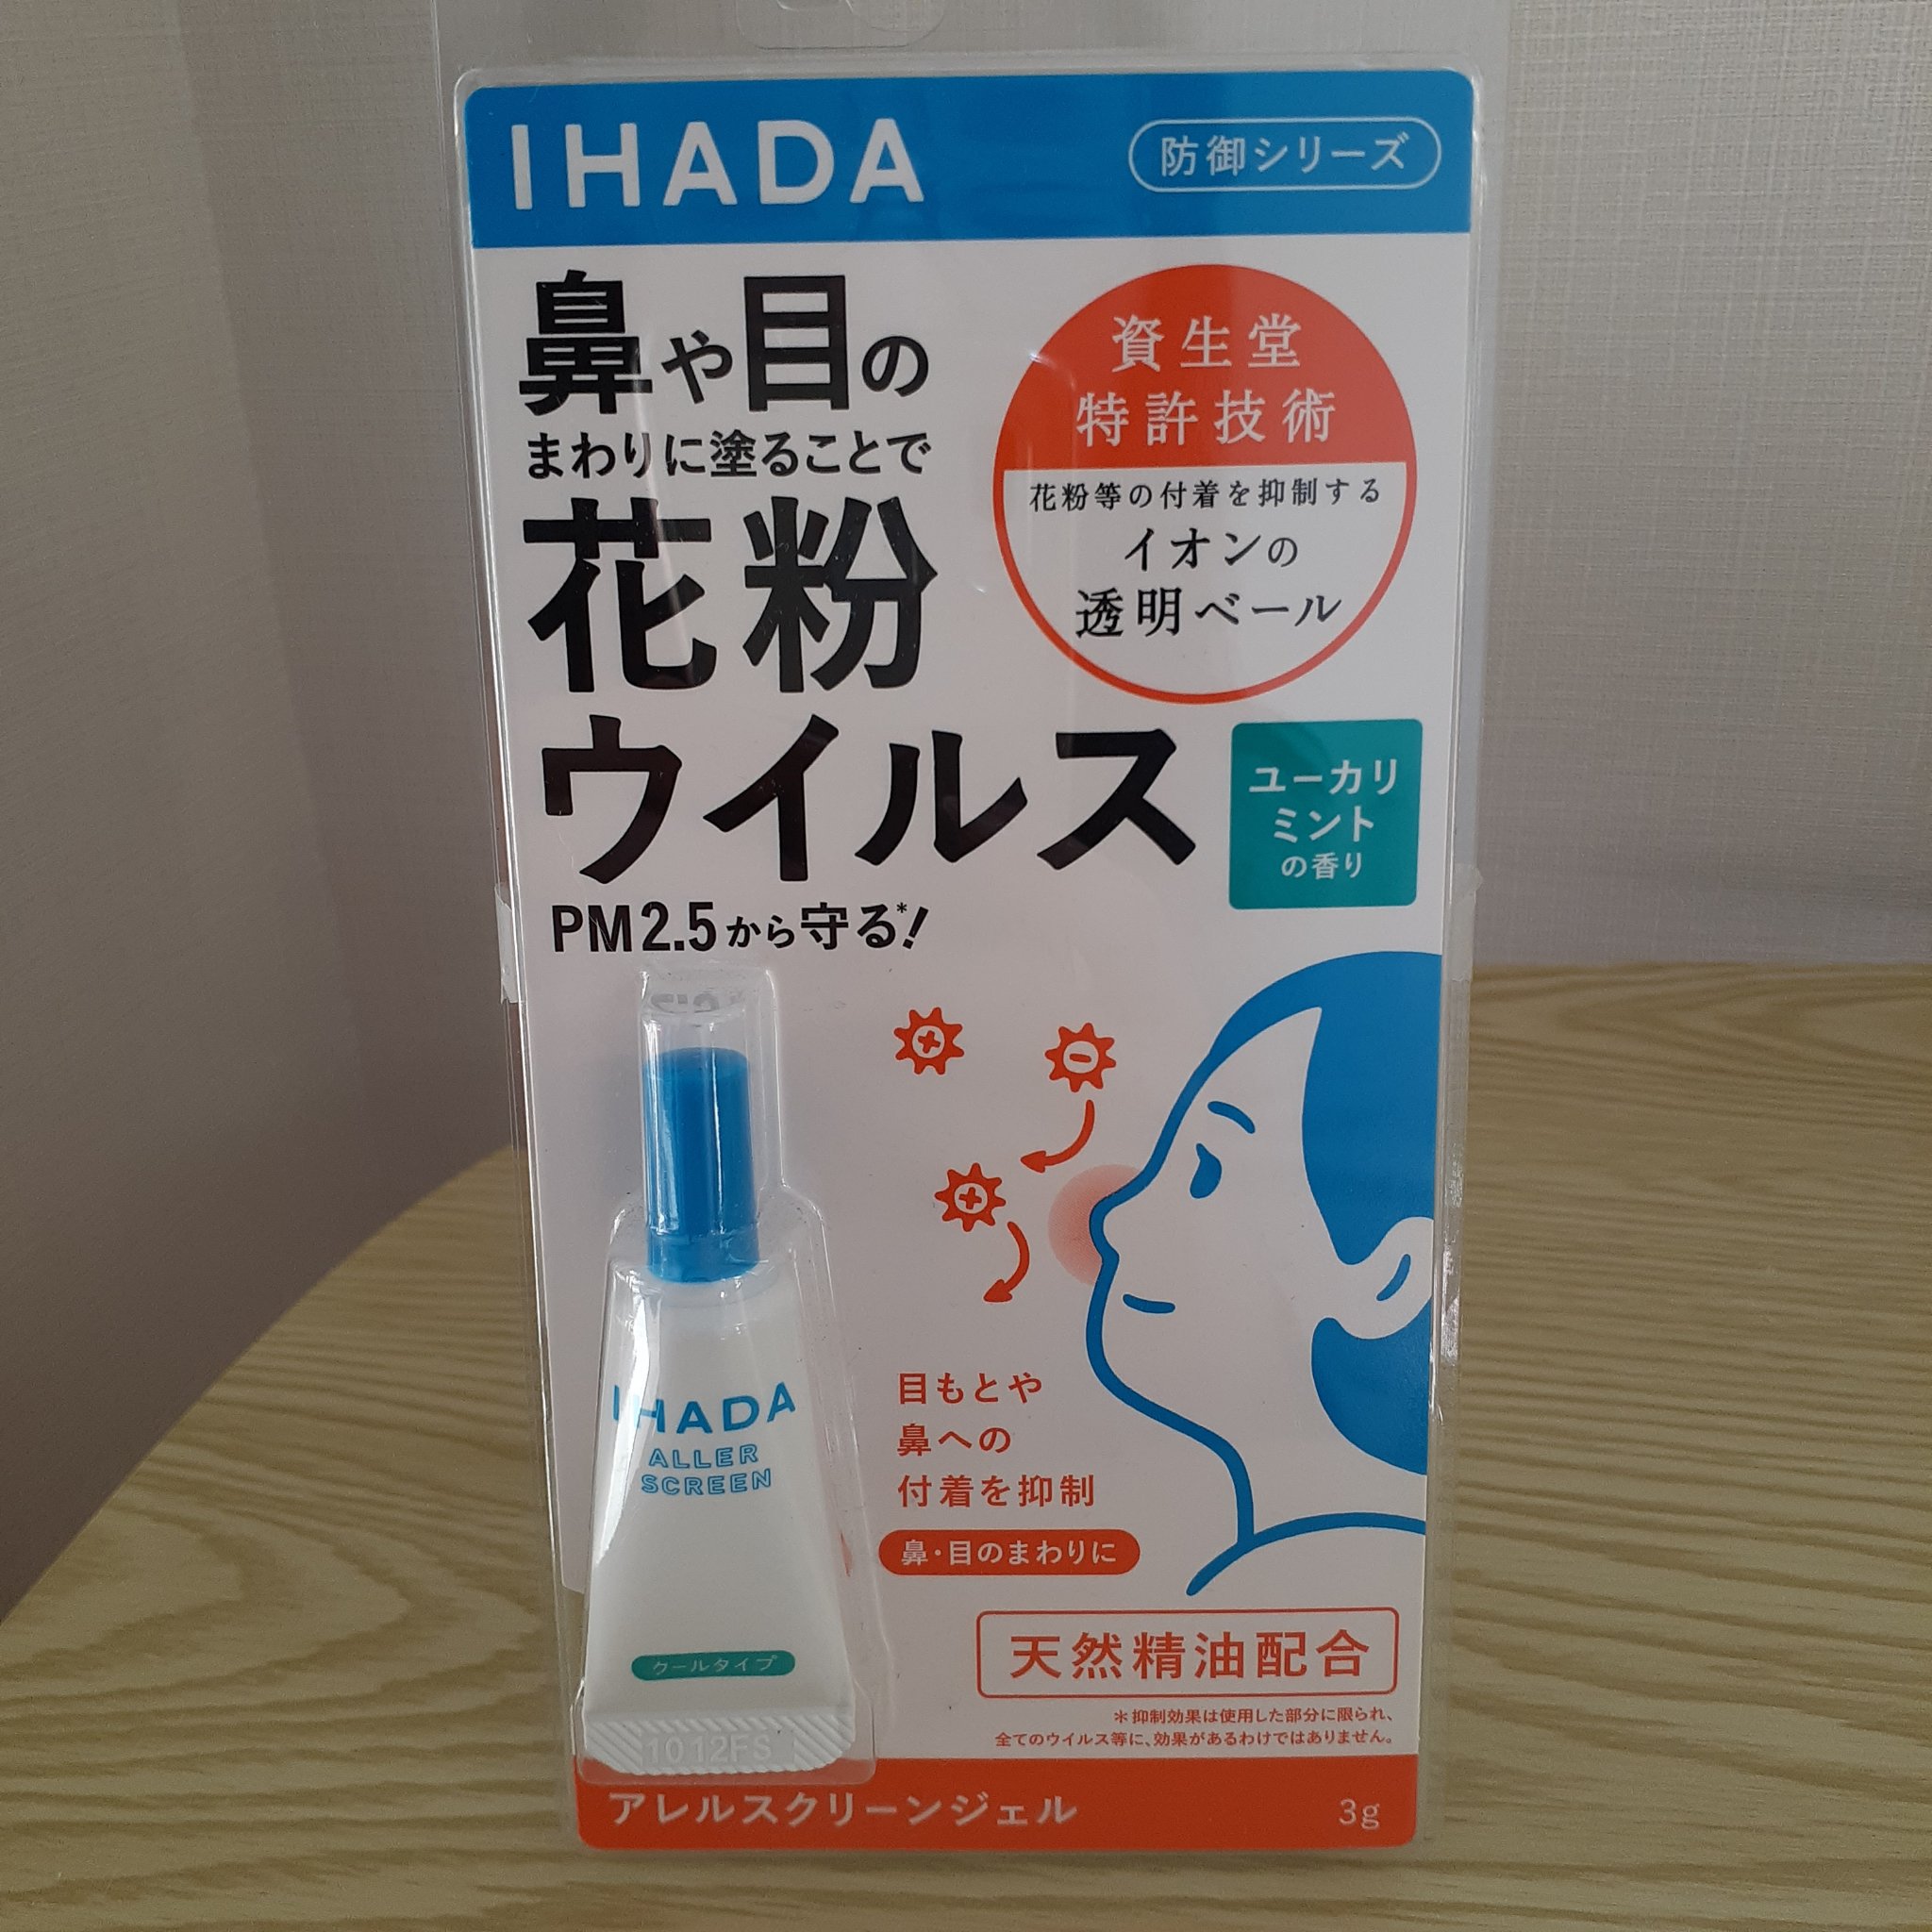 IHADA
防御シリーズ
鼻や目の
まわりに塗ることで
花粉
ウイルス
PM2.5から守る*!
資生堂
特許技術
花粉等の付着を抑制する
イオンの
透明ベール
ユーカリ
ミント
の香り
目もとや
鼻への
付着を抑制
鼻・目のまわりに
IHADA
ALLER
SCREEN
クールタイプ
1012FS
天然精油配合
＊抑制効果は使用した部分に限られ、
全てのウイルス等に、効果があるわけではありません。
アレルスクリーンジェル
3g